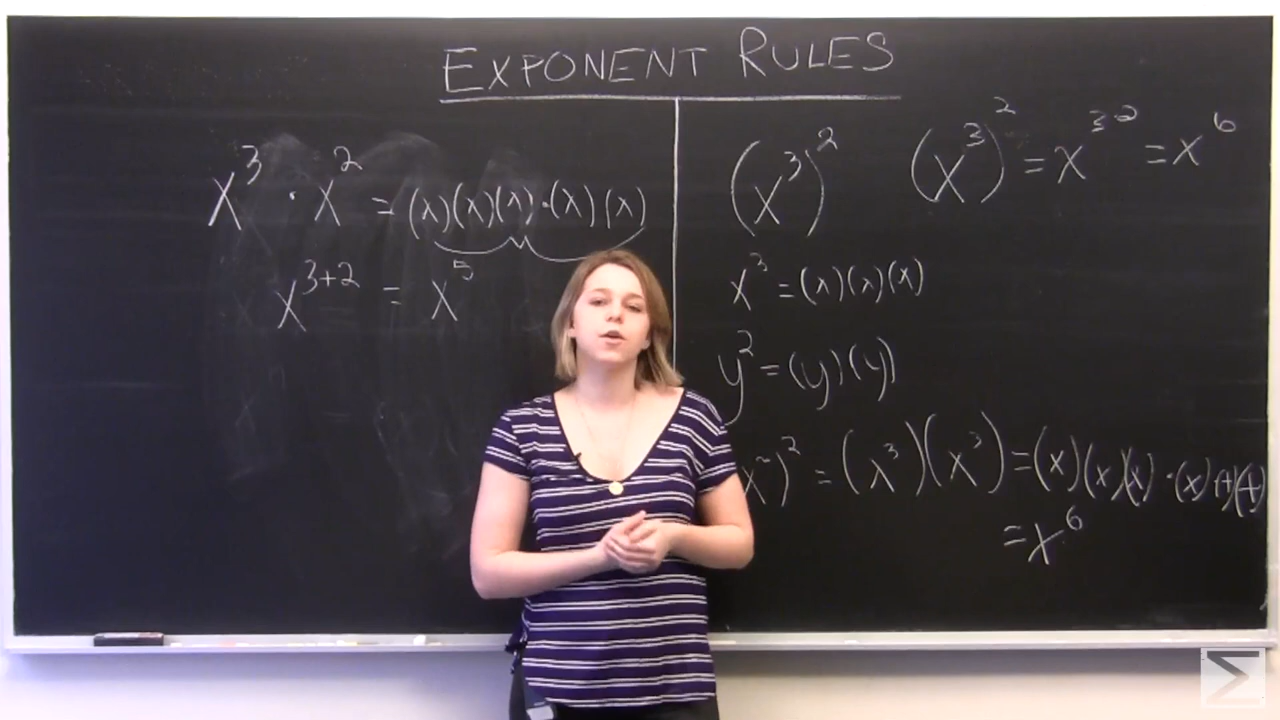 EXPONENT RULES
x³ · x² = (x)(x)(x)·(x)(x)
x³⁺² = x⁵
(x³)²
(x³)² = x³·² = x⁶
x³ = (x)(x)(x)
y² = (y)(y)
)² = (x³)(x³) = (x)(x)(x)·(x)(x)(x)
= x⁶